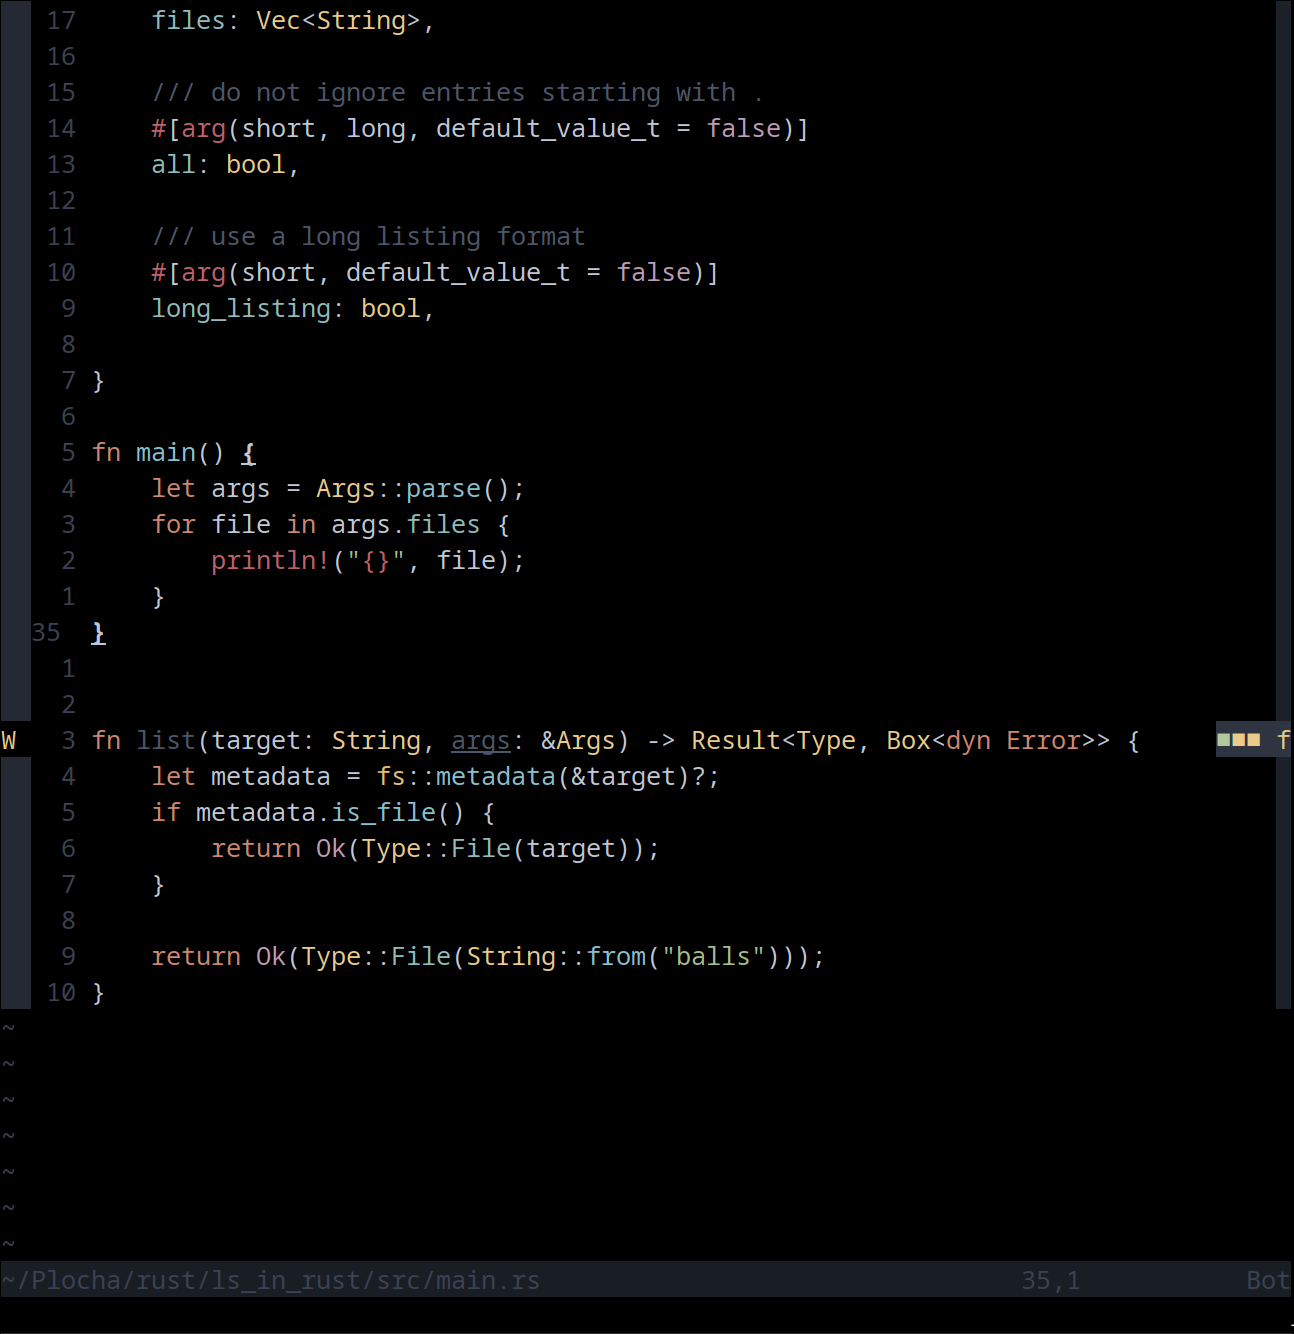 17 files: Vec<String>,
16
15 /// do not ignore entries starting with .
14 #[arg(short, long, default_value_t = false)]
13 all: bool,
12
11 /// use a long listing format
10 #[arg(short, default_value_t = false)]
9 long_listing: bool,
8
7 }
6
5 fn main() {
4 let args = Args::parse();
3 for file in args.files {
2 println!("{}", file);
1 }
35 }
1
2
W 3 fn list(target: String, args: &Args) -> Result<Type, Box<dyn Error>> { ■■■ f
4 let metadata = fs::metadata(&target)?;
5 if metadata.is_file() {
6 return Ok(Type::File(target));
7 }
8
9 return Ok(Type::File(String::from("balls")));
10 }
~
~
~
~
~
~
~
~/Plocha/rust/ls_in_rust/src/main.rs 35,1 Bot